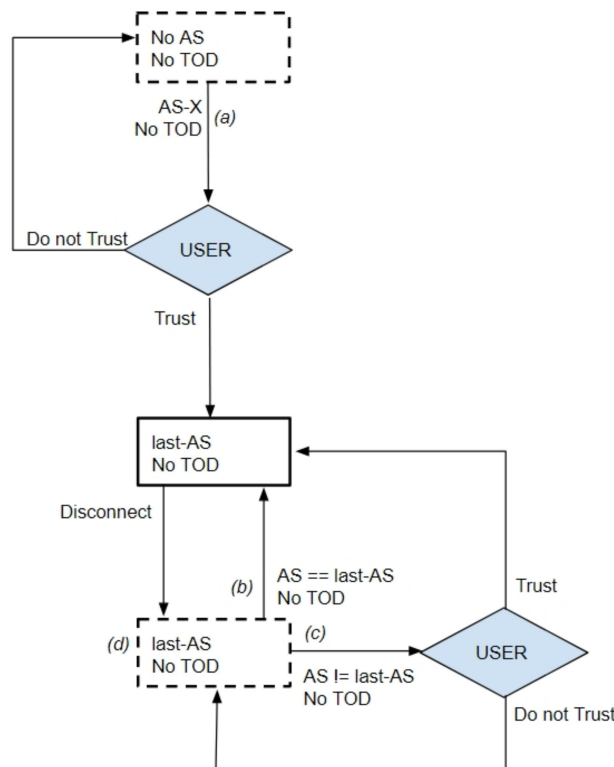 No AS
No TOD
AS-X
(a)
No TOD
Do not Trust
USER
Trust
last-AS
No TOD
Disconnect
(b)
AS == last-AS
No TOD
Trust
(d)
last-AS
No TOD
(c)
AS != last-AS
No TOD
USER
Do not Trust